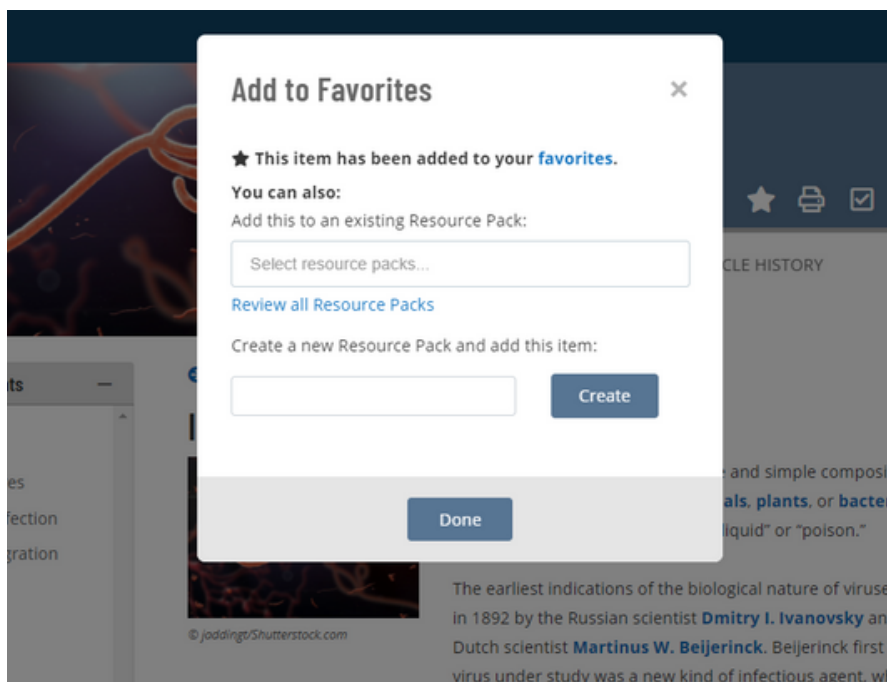 Add to Favorites
×
★ This item has been added to your favorites.
You can also:
Add this to an existing Resource Pack:
Select resource packs...
Review all Resource Packs
Create a new Resource Pack and add this item:
Create
Done
CLE HISTORY
nts
es
fection
gration
and simple composi
als, plants, or bacte
liquid” or “poison.”
The earliest indications of the biological nature of viruse
in 1892 by the Russian scientist Dmitry I. Ivanovsky an
Dutch scientist Martinus W. Beijerinck. Beijerinck first
virus under study was a new kind of infectious agent, wh
© jaddingt/Shutterstock.com